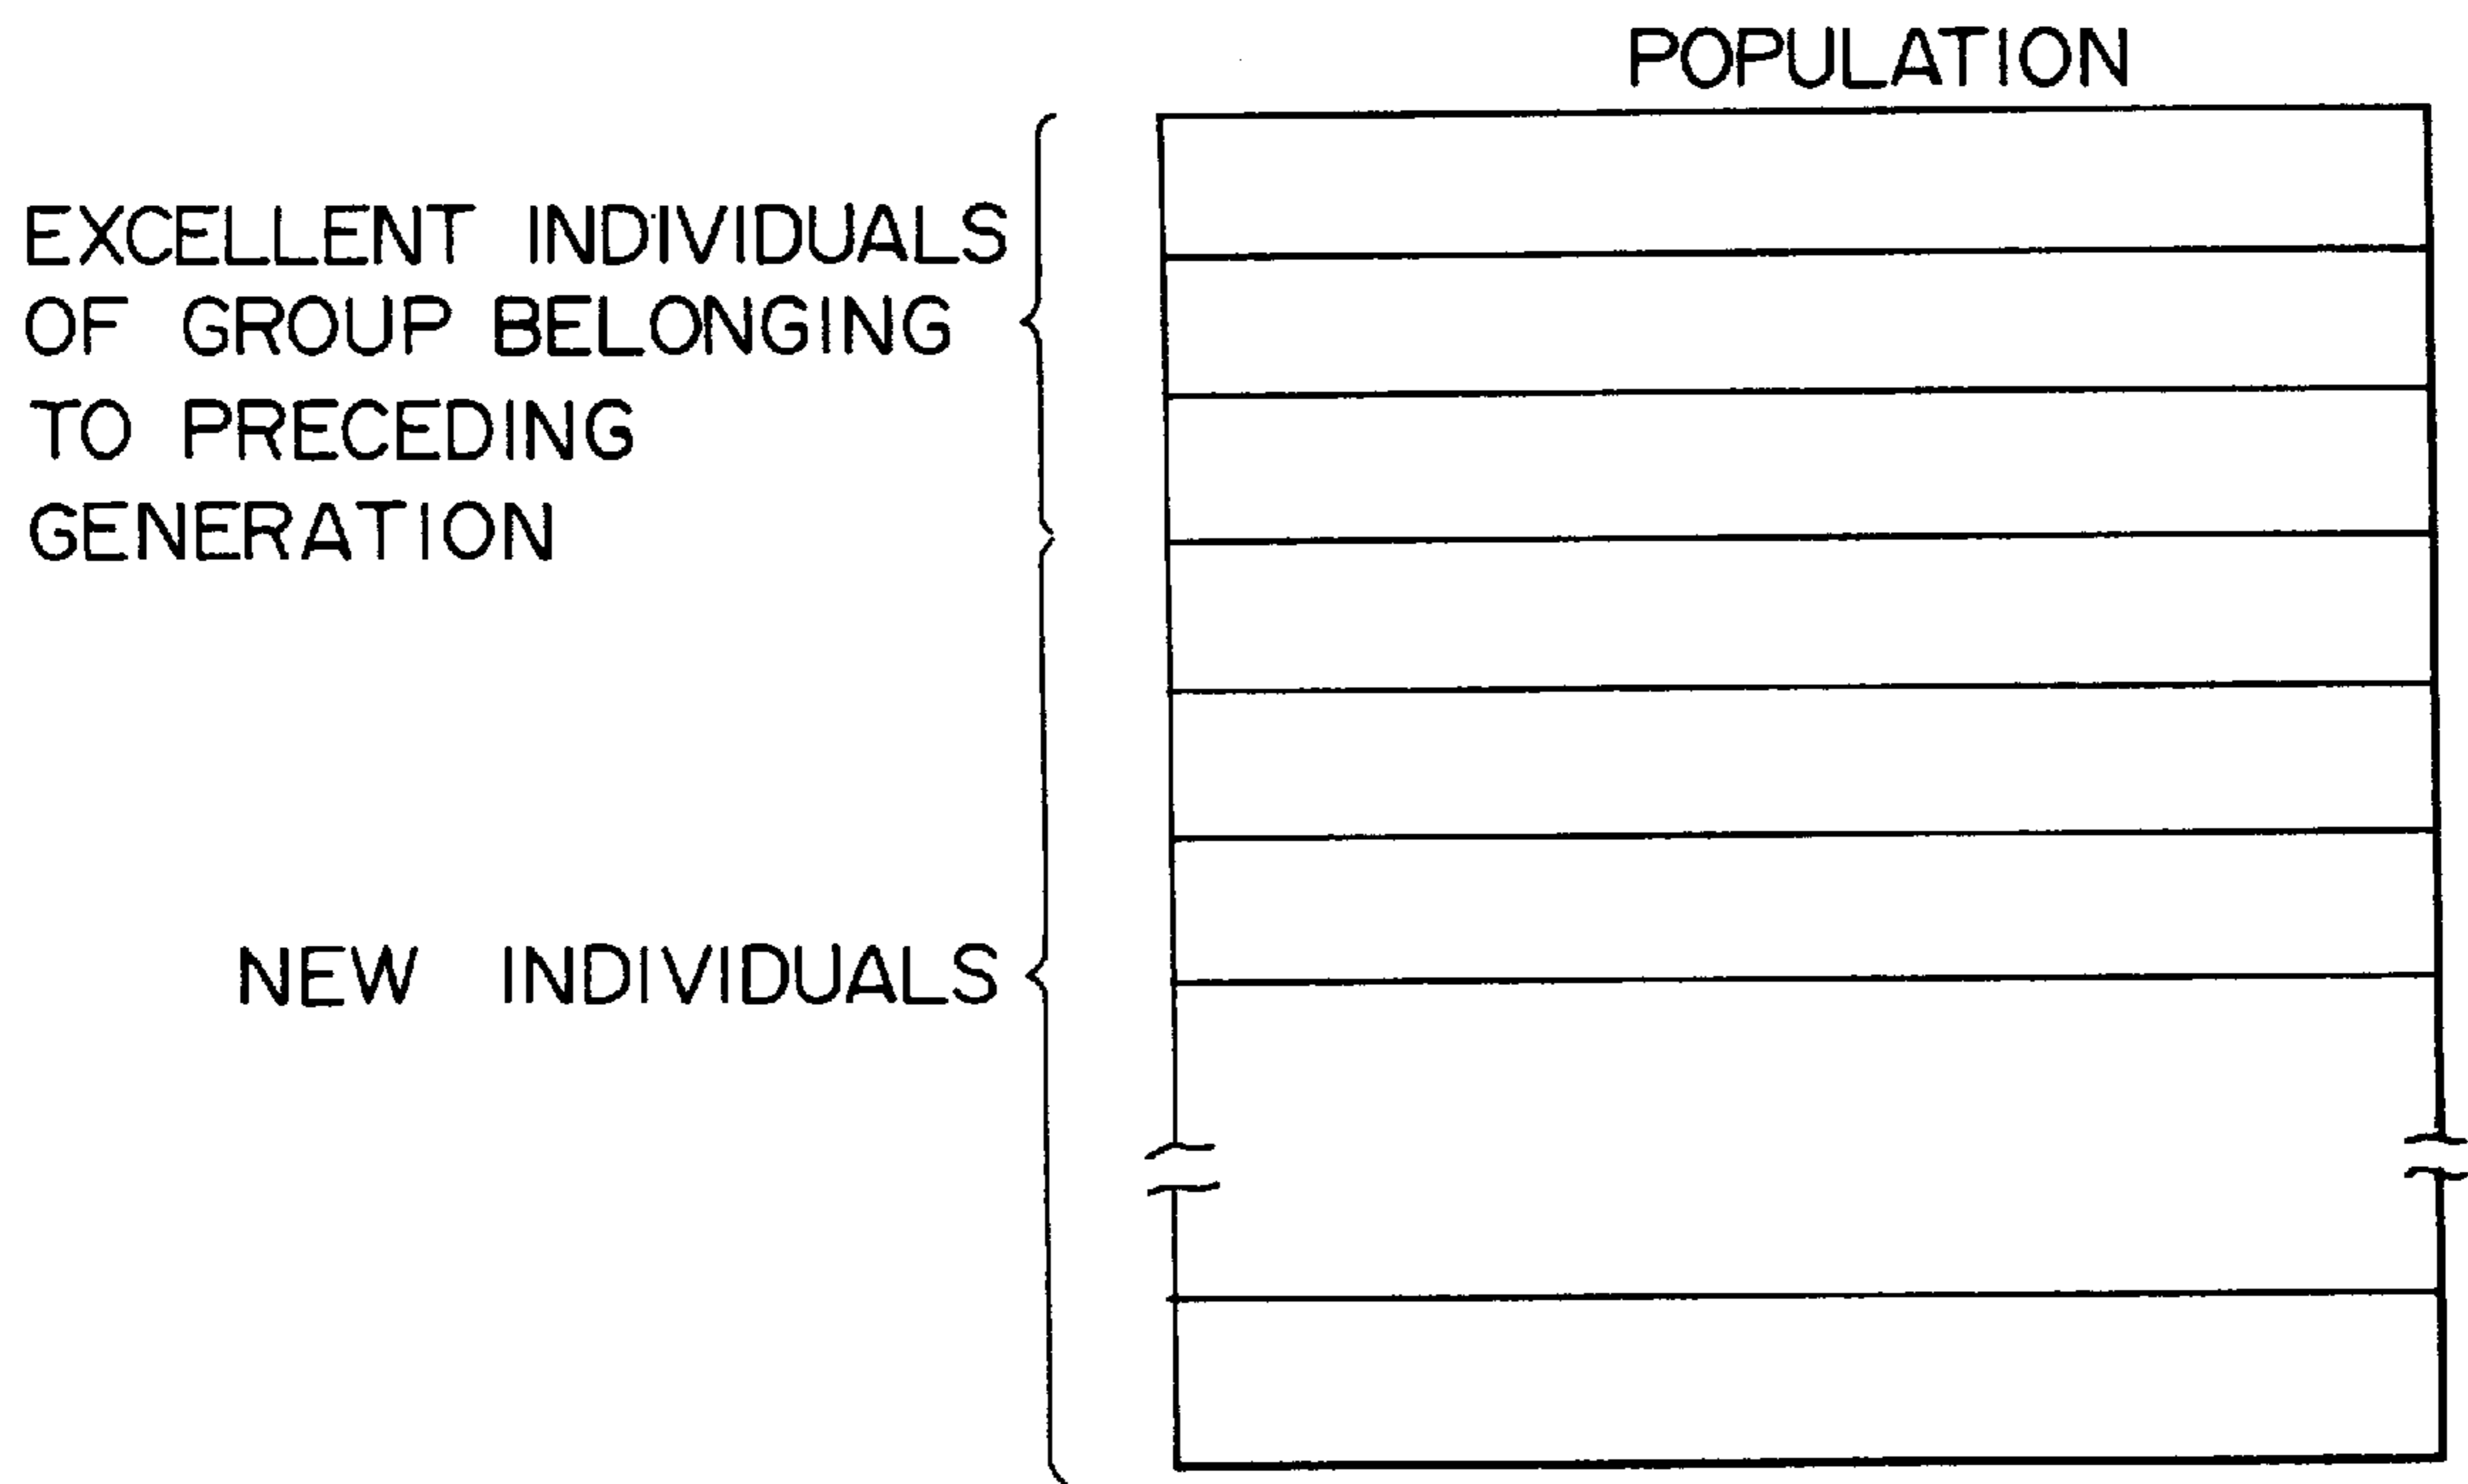 POPULATION
EXCELLENT INDIVIDUALS
OF GROUP BELONGING
TO PRECEDING
GENERATION
NEW INDIVIDUALS